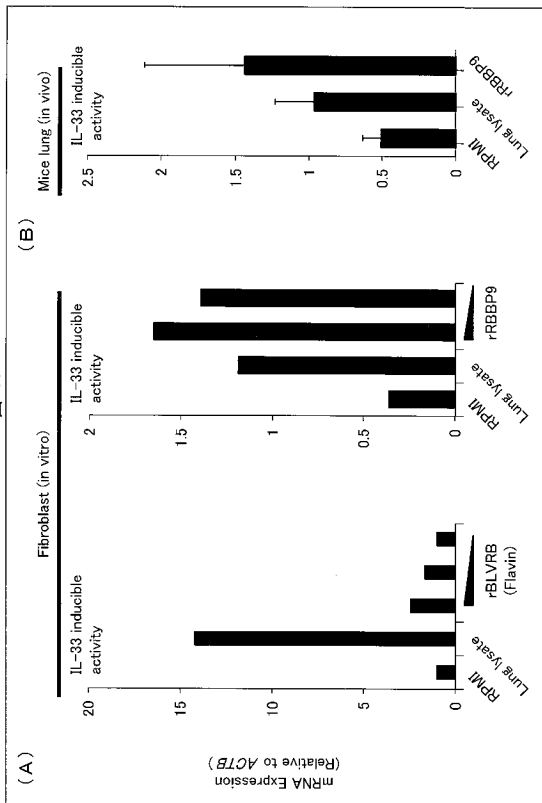 (A)
Fibroblast (in vitro)
IL-33 inducible
activity
mRNA Expression
(Relative to ACTB)
20
15
10
5
0
RPMI
Lung lysate
rBLVRB
(Flavin)
IL-33 inducible
activity
2
1.5
1
0.5
0
RPMI
Lung lysate
rRBBP9
(B)
Mice lung (in vivo)
IL-33 inducible
activity
2.5
2
1.5
1
0.5
0
RPMI
Lung lysate
rRBBP9